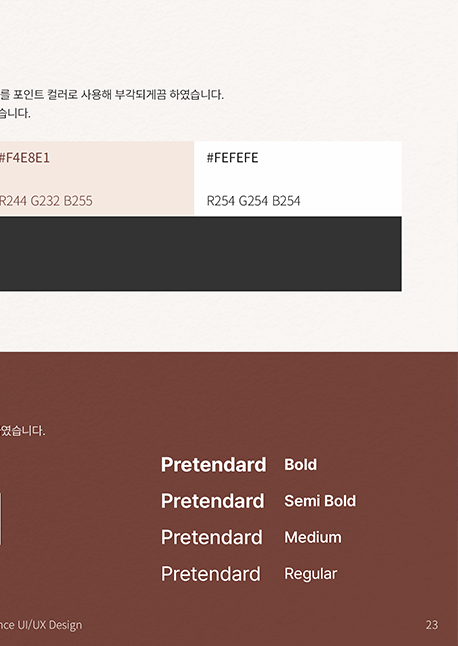 를 포인트 컬러로 사용해 부각되게끔 하였습니다.
습니다.
#F4E8E1
R244 G232 B255
#FEFEFE
R254 G254 B254
였습니다.
Pretendard Bold
Pretendard Semi Bold
Pretendard Medium
Pretendard Regular
nce UI/UX Design
23